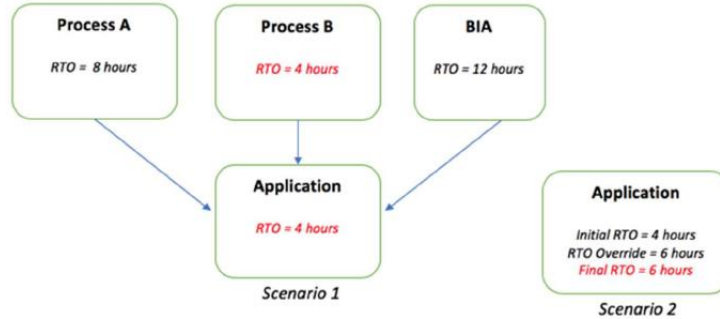 Process A
RTO = 8 hours
Process B
RTO = 4 hours
BIA
RTO = 12 hours
Application
RTO = 4 hours
Scenario 1
Application
Initial RTO = 4 hours
RTO Override = 6 hours
Final RTO = 6 hours
Scenario 2